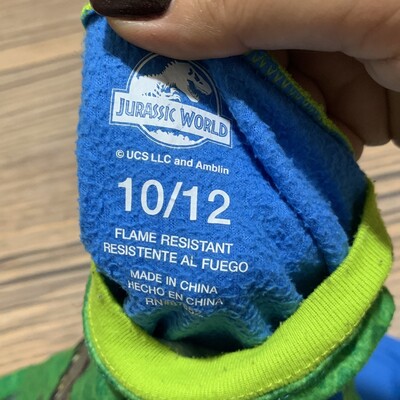 JURASSIC WORLD
© UCS LLC and Amblin
10/12
FLAME RESISTANT
RESISTENTE AL FUEGO
MADE IN CHINA
HECHO EN CHINA